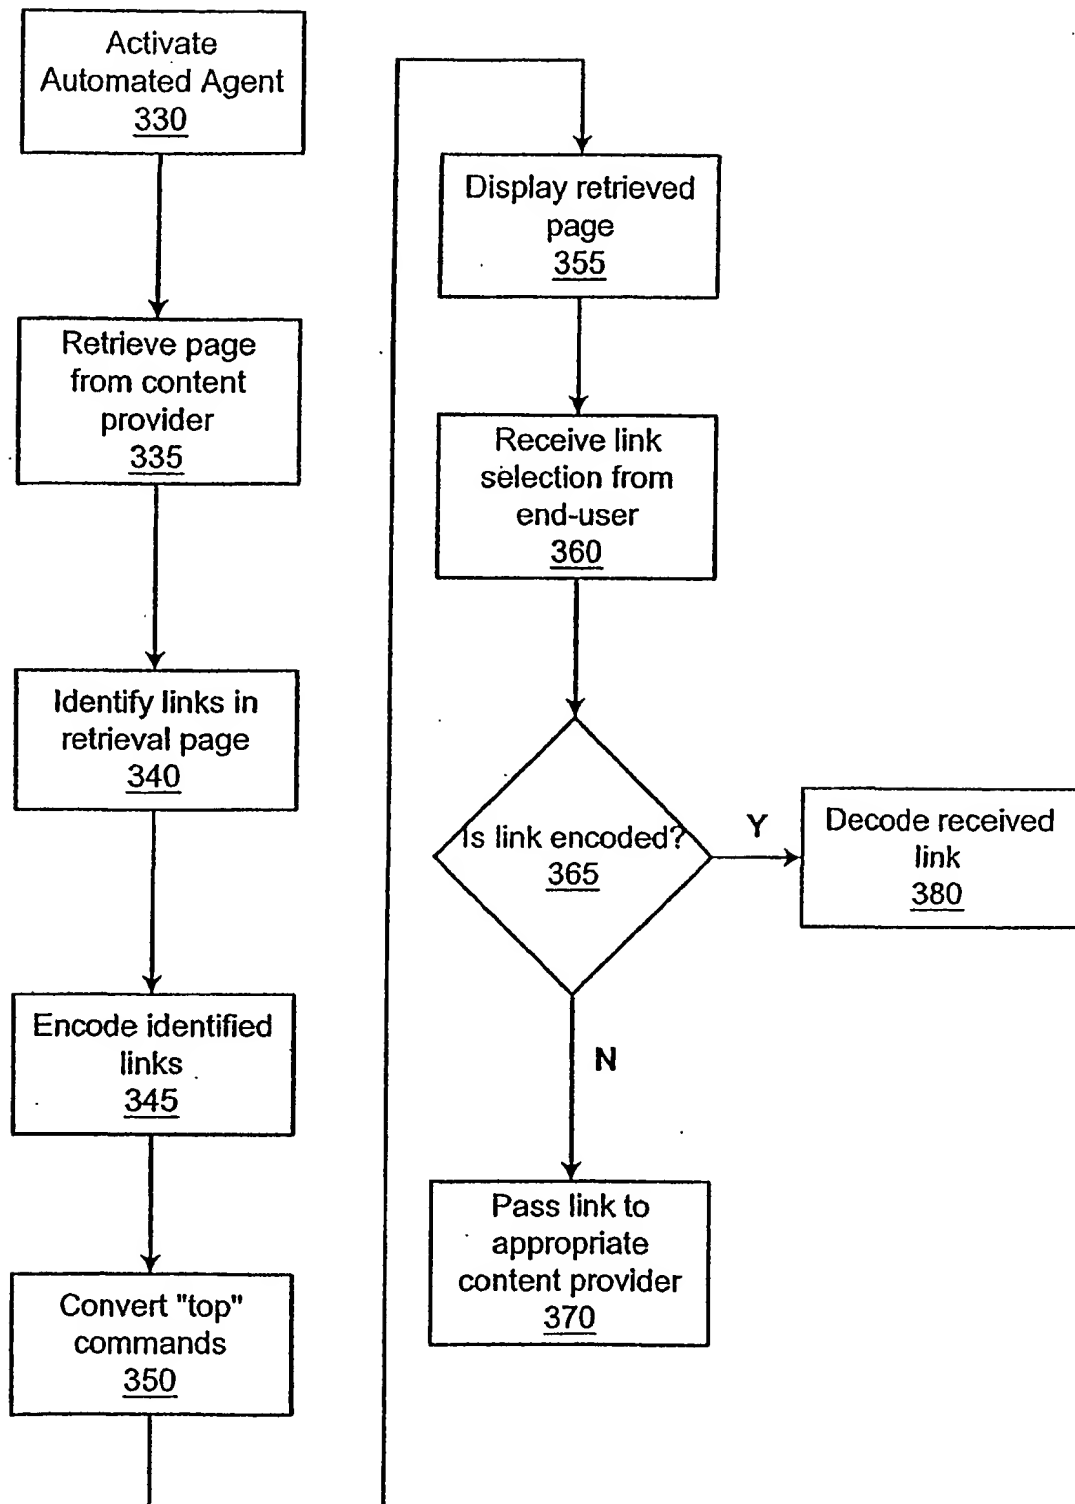 Activate
Automated Agent
330
Retrieve page
from content
provider
335
Identify links in
retrieval page
340
Encode identified
links
345
Convert "top"
commands
350
Display retrieved
page
355
Receive link
selection from
end-user
360
Is link encoded?
365
Y
Decode received
link
380
N
Pass link to
appropriate
content provider
370